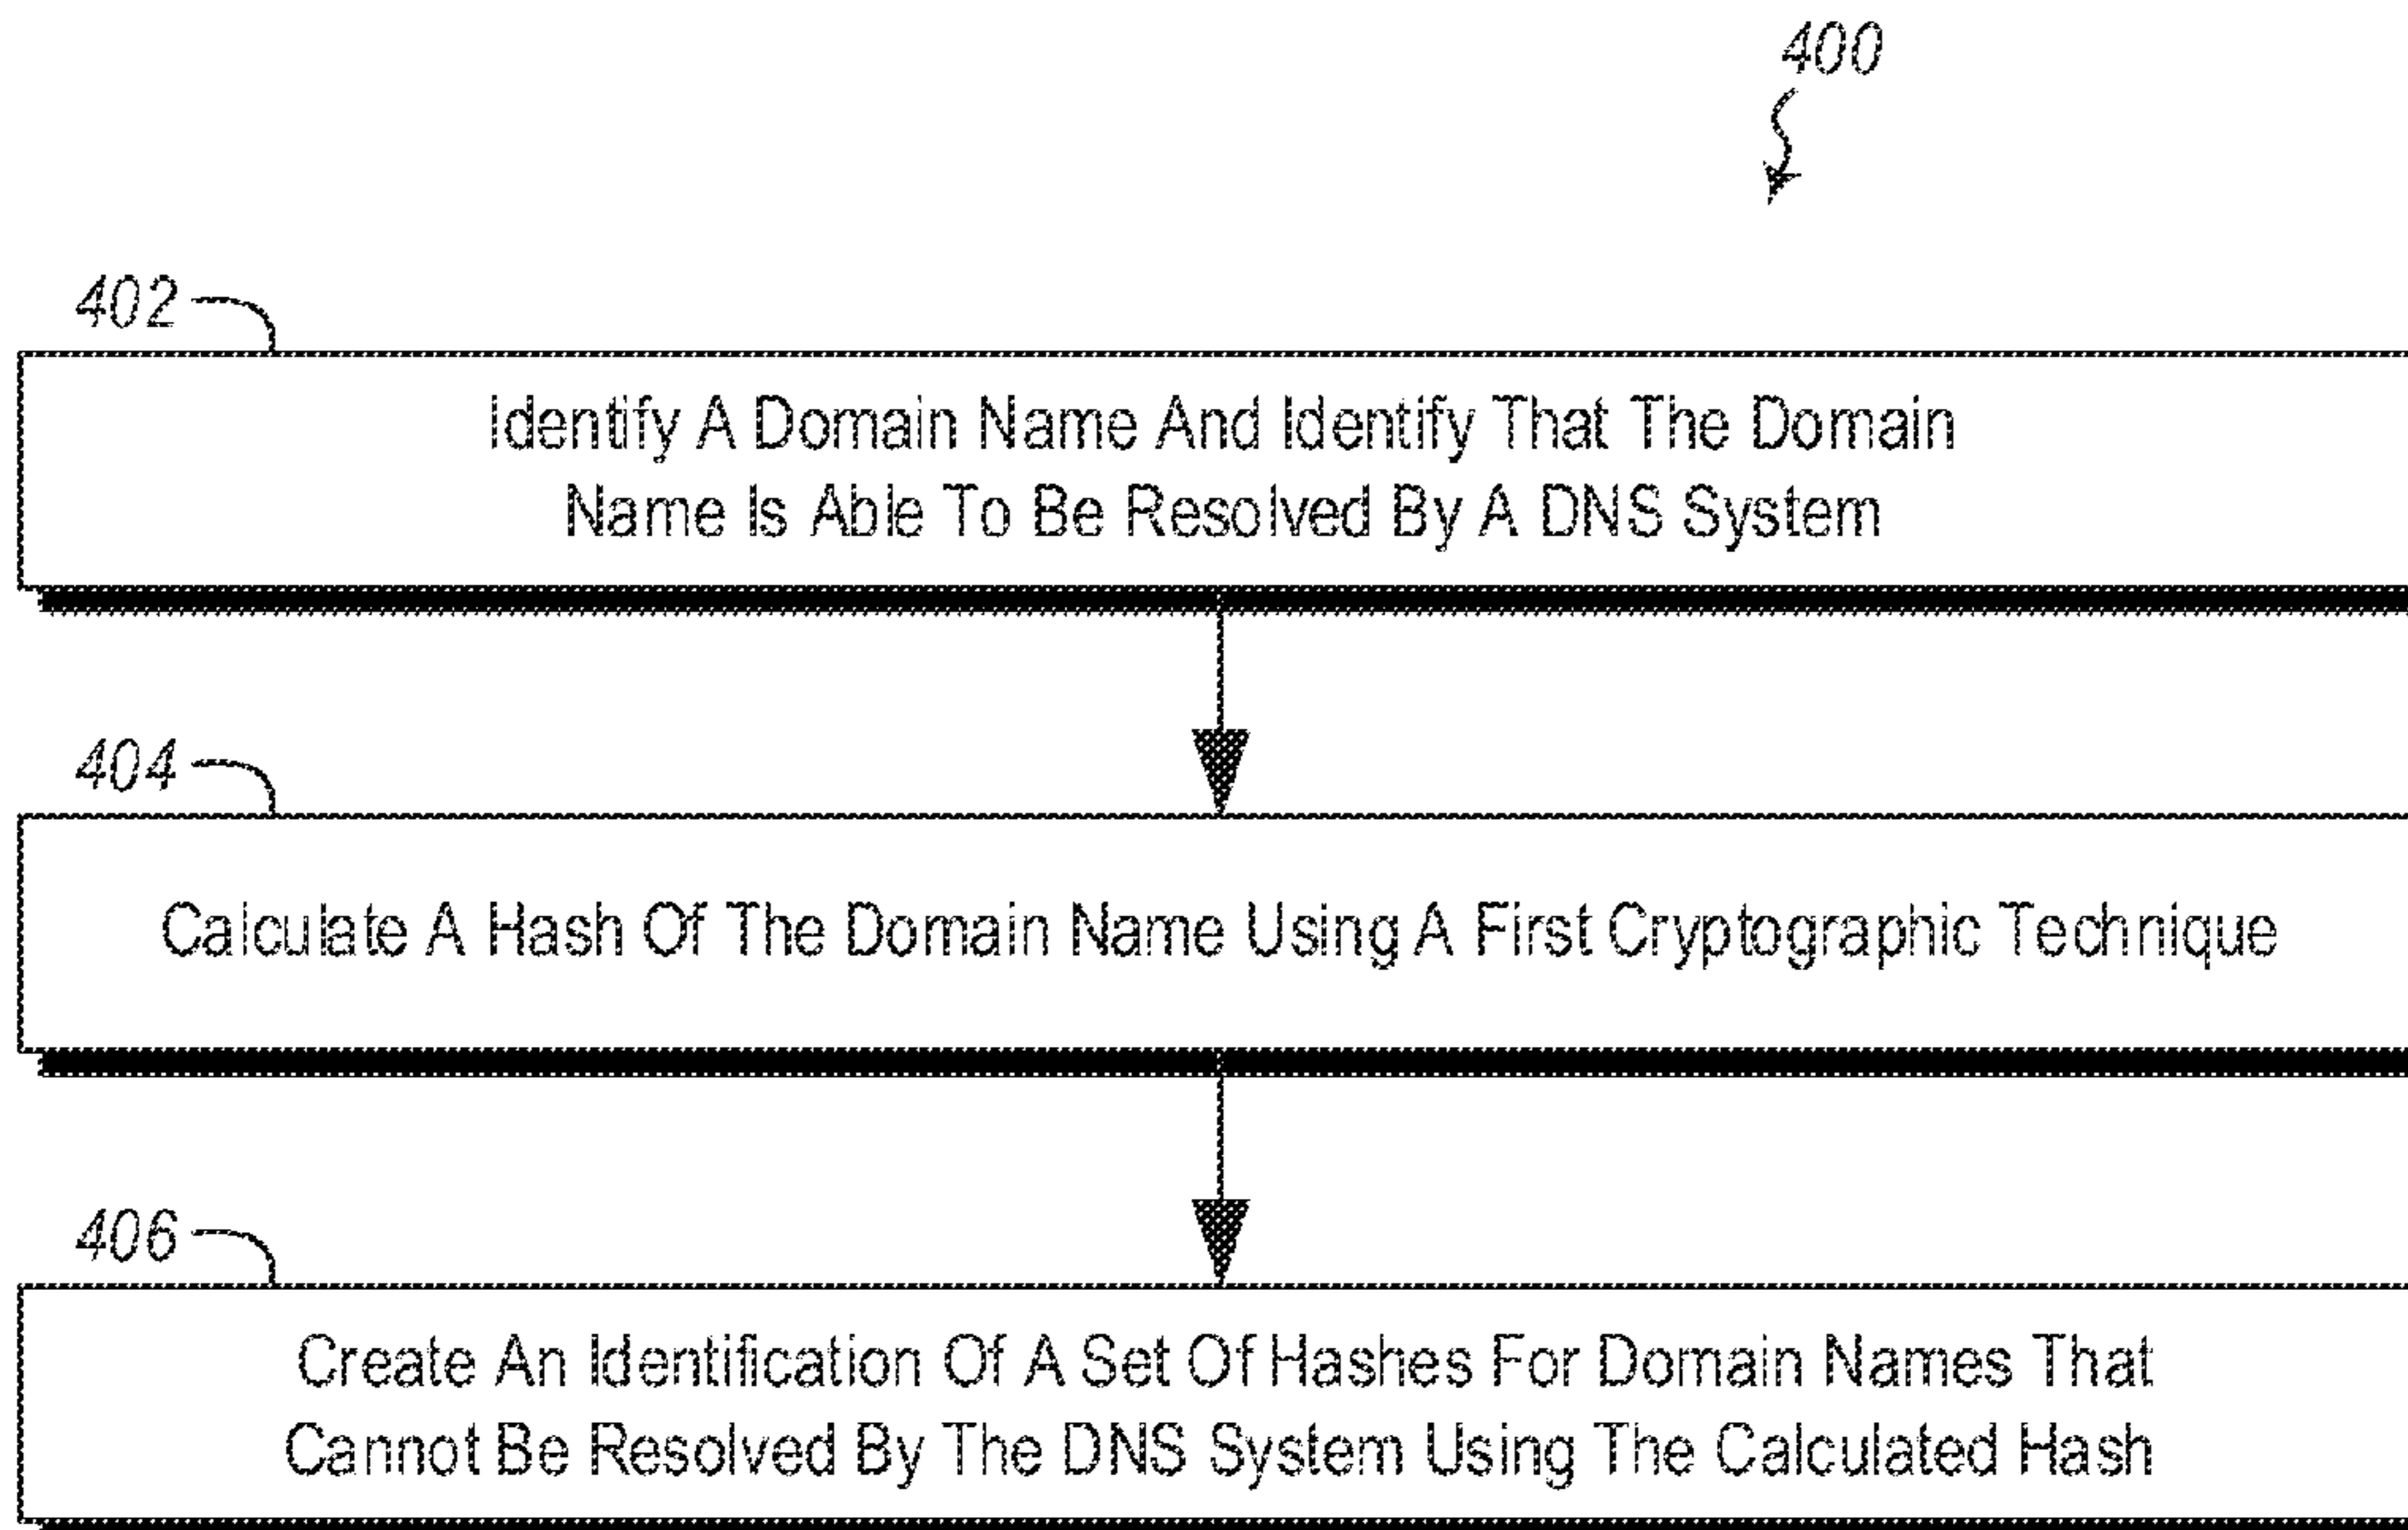 400
402
Identify A Domain Name And Identify That The Domain
Name Is Able To Be Resolved By A DNS System
404
Calculate A Hash Of The Domain Name Using A First Cryptographic Technique
406
Create An Identification Of A Set Of Hashes For Domain Names That
Cannot Be Resolved By The DNS System Using The Calculated Hash